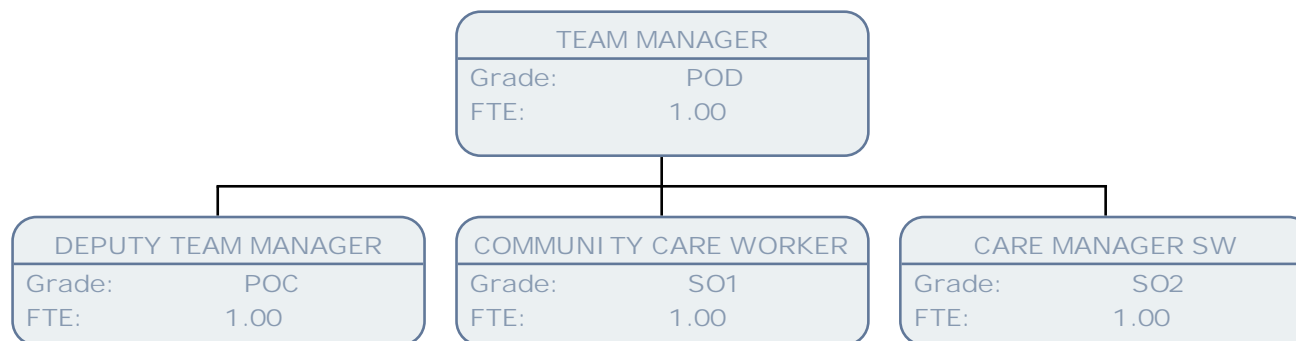 TEAM MANAGER
Grade: POD
FTE: 1.00
DEPUTY TEAM MANAGER
Grade: POC
FTE: 1.00
COMMUNITY CARE WORKER
Grade: SO1
FTE: 1.00
CARE MANAGER SW
Grade: SO2
FTE: 1.00